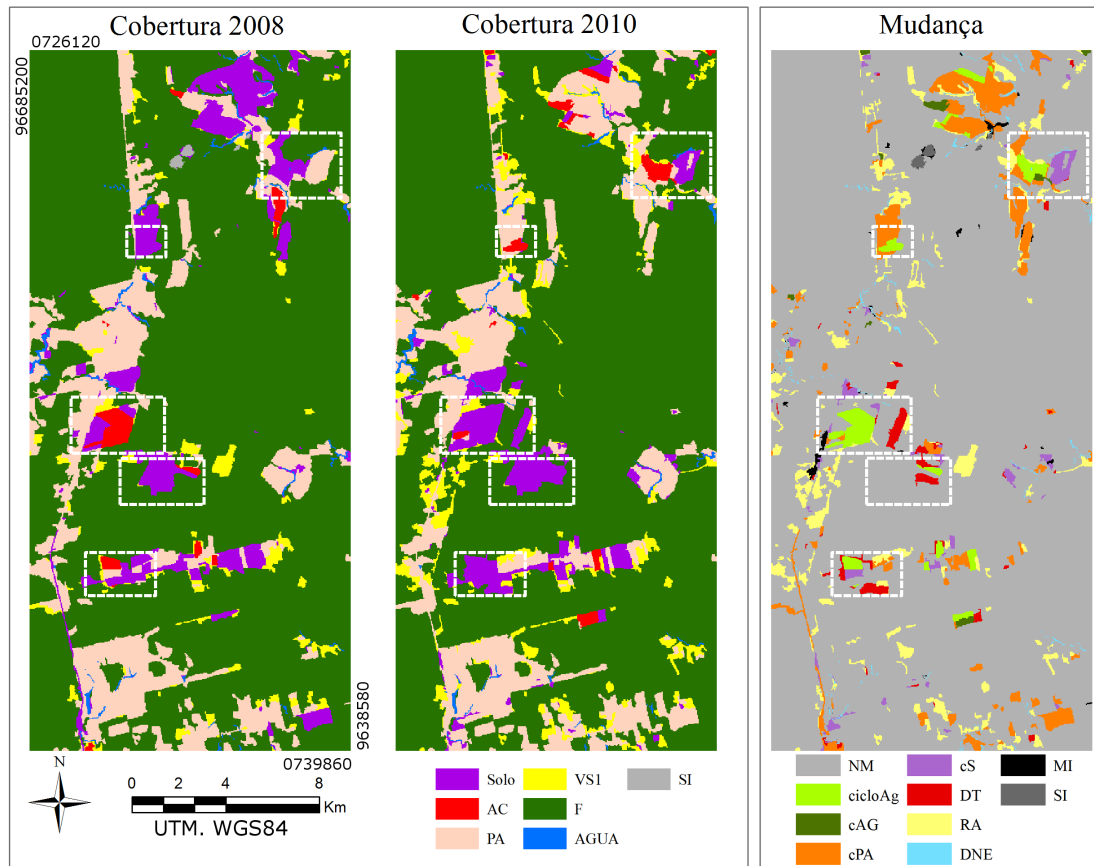 Cobertura 2008
Cobertura 2010
Mudança
0726120
96685200
9638580
0739860
N
0 2 4 8
Km
UTM. WGS84
Solo
VS1
SI
AC
F
PA
AGUA
NM
cS
MI
cicloAg
DT
SI
cAG
RA
cPA
DNE